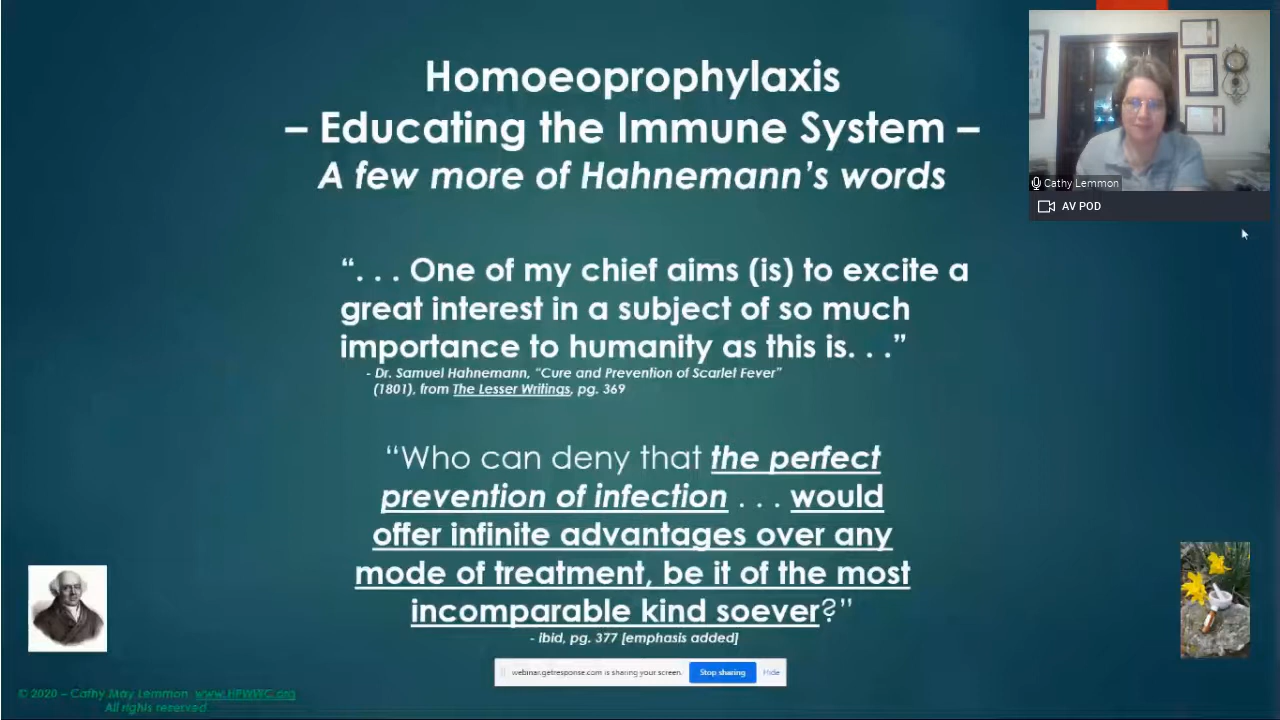 Homoeoprophylaxis
– Educating the Immune System –
A few more of Hahnemann's words
Cathy Lemmon
AV POD
“. . . One of my chief aims (is) to excite a
great interest in a subject of so much
importance to humanity as this is. . .”
- Dr. Samuel Hahnemann, “Cure and Prevention of Scarlet Fever”
(1801), from The Lesser Writings, pg. 369
“Who can deny that the perfect
prevention of infection . . . would
offer infinite advantages over any
mode of treatment, be it of the most
incomparable kind soever?”
- ibid, pg. 377 [emphasis added]
webinar.getresponse.com is sharing your screen. Stop sharing Hide
© 2020 – Cathy May Lemmon www.HPWWC.org
All rights reserved